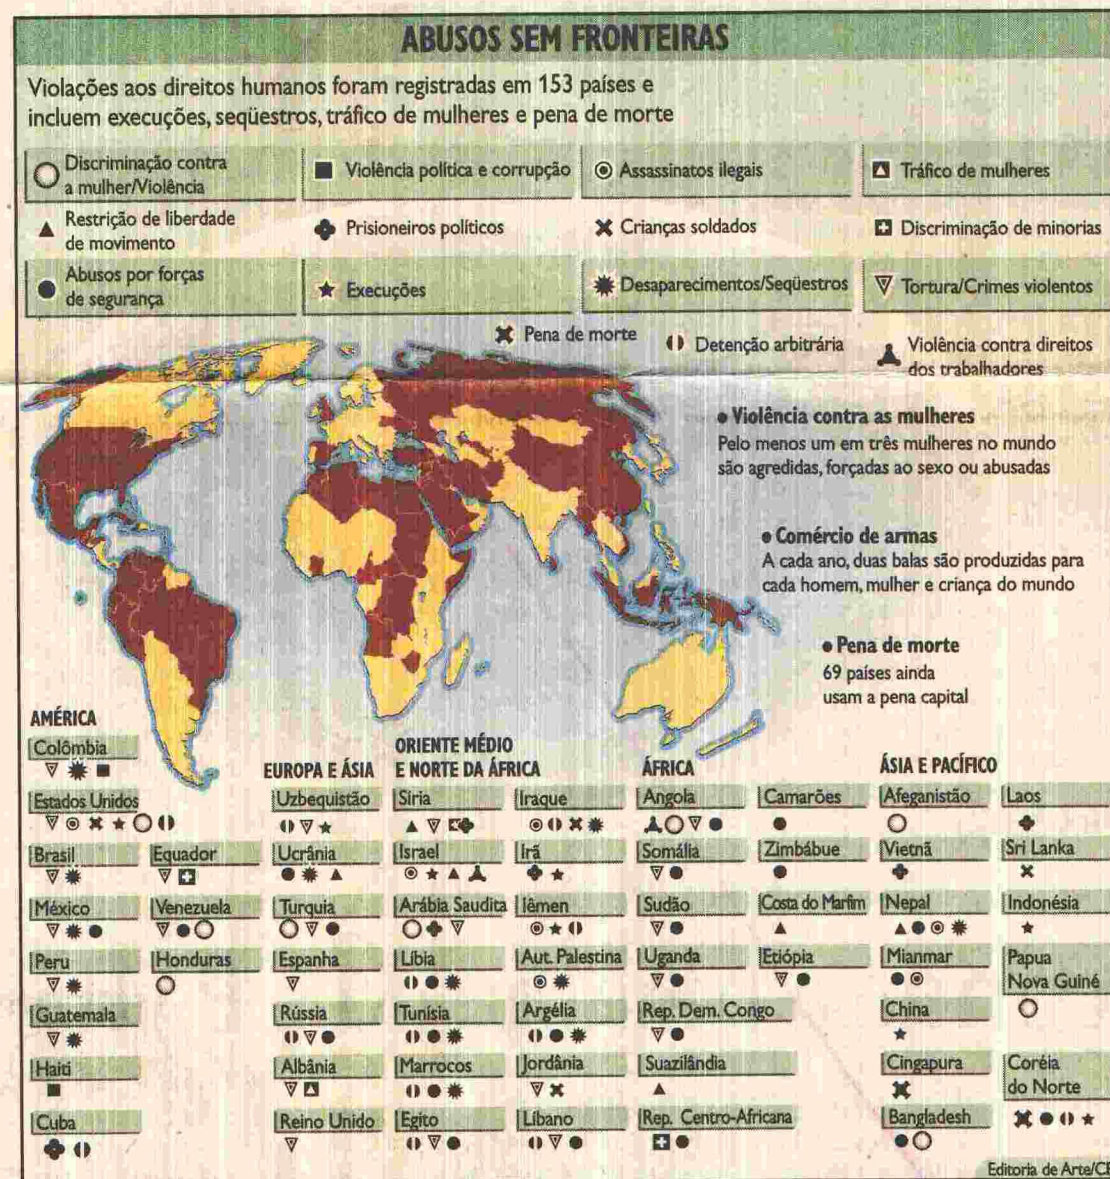 ABUSOS SEM FRONTEIRAS
Violações aos direitos humanos foram registradas em 153 países e
incluem execuções, seqüestros, tráfico de mulheres e pena de morte
Discriminação contra
a mulher/Violência
Violência política e corrupção
Assassinatos ilegais
Tráfico de mulheres
Restrição de liberdade
de movimento
Prisioneiros políticos
Crianças soldados
Discriminação de minorias
Abusos por forças
de segurança
Execuções
Desaparecimentos/Seqüestros
Tortura/Crimes violentos
Pena de morte
Detenção arbitrária
Violência contra direitos
dos trabalhadores
Violência contra as mulheres
Pelo menos um em três mulheres no mundo
são agredidas, forçadas ao sexo ou abusadas
Comércio de armas
A cada ano, duas balas são produzidas para
cada homem, mulher e criança do mundo
Pena de morte
69 países ainda
usam a pena capital
AMÉRICA
Colômbia
Estados Unidos
Brasil
Equador
México
Venezuela
Peru
Honduras
Guatemala
Haiti
Cuba
EUROPA E ÁSIA
Uzbequistão
Ucrânia
Turquia
Espanha
Rússia
Albânia
Reino Unido
ORIENTE MÉDIO
E NORTE DA ÁFRICA
Síria
Iraque
Israel
Irã
Arábia Saudita
Iêmen
Líbia
Aut. Palestina
Tunísia
Argélia
Marrocos
Jordânia
Egito
Líbano
ÁFRICA
Angola
Camarões
Somália
Zimbábue
Sudão
Costa do Marfim
Uganda
Etiópia
Rep. Dem. Congo
Suazilândia
Rep. Centro-Africana
ÁSIA E PACÍFICO
Afeganistão
Laos
Vietnã
Sri Lanka
Nepal
Indonésia
Mianmar
Papua
Nova Guiné
China
Cingapura
Coréia
do Norte
Bangladesh
Editoria de Arte/CB